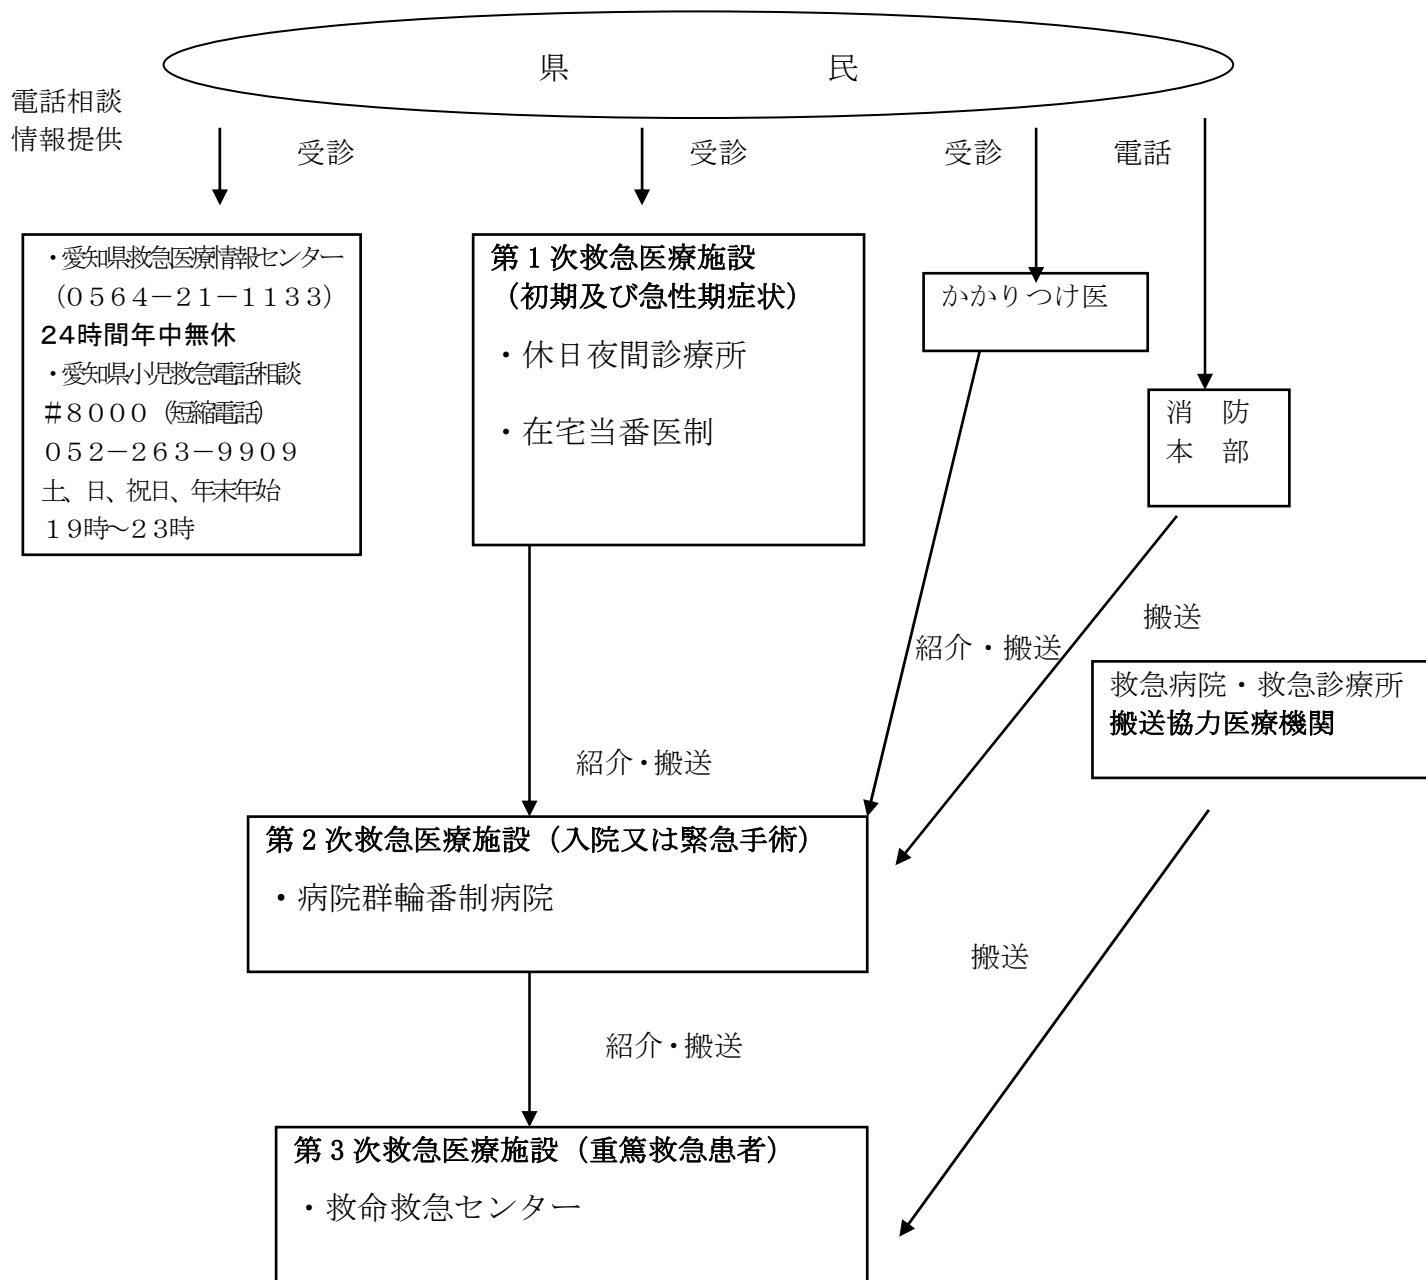 県　　　民
電話相談
情報提供
受診
受診
受診
電話
・愛知県救急医療情報センター
（０５６４－２１－１１３３）
２４時間年中無休
・愛知県小児救急電話相談
＃８０００（短縮電話）
０５２－２６３－９９０９
土、日、祝日、年末年始
１９時～２３時
第１次救急医療施設
（初期及び急性期症状）
・休日夜間診療所
・在宅当番医制
かかりつけ医
消　防
本　部
搬送
紹介・搬送
救急病院・救急診療所
搬送協力医療機関
紹介・搬送
第２次救急医療施設（入院又は緊急手術）
・病院群輪番制病院
搬送
紹介・搬送
第３次救急医療施設（重篤救急患者）
・救命救急センター